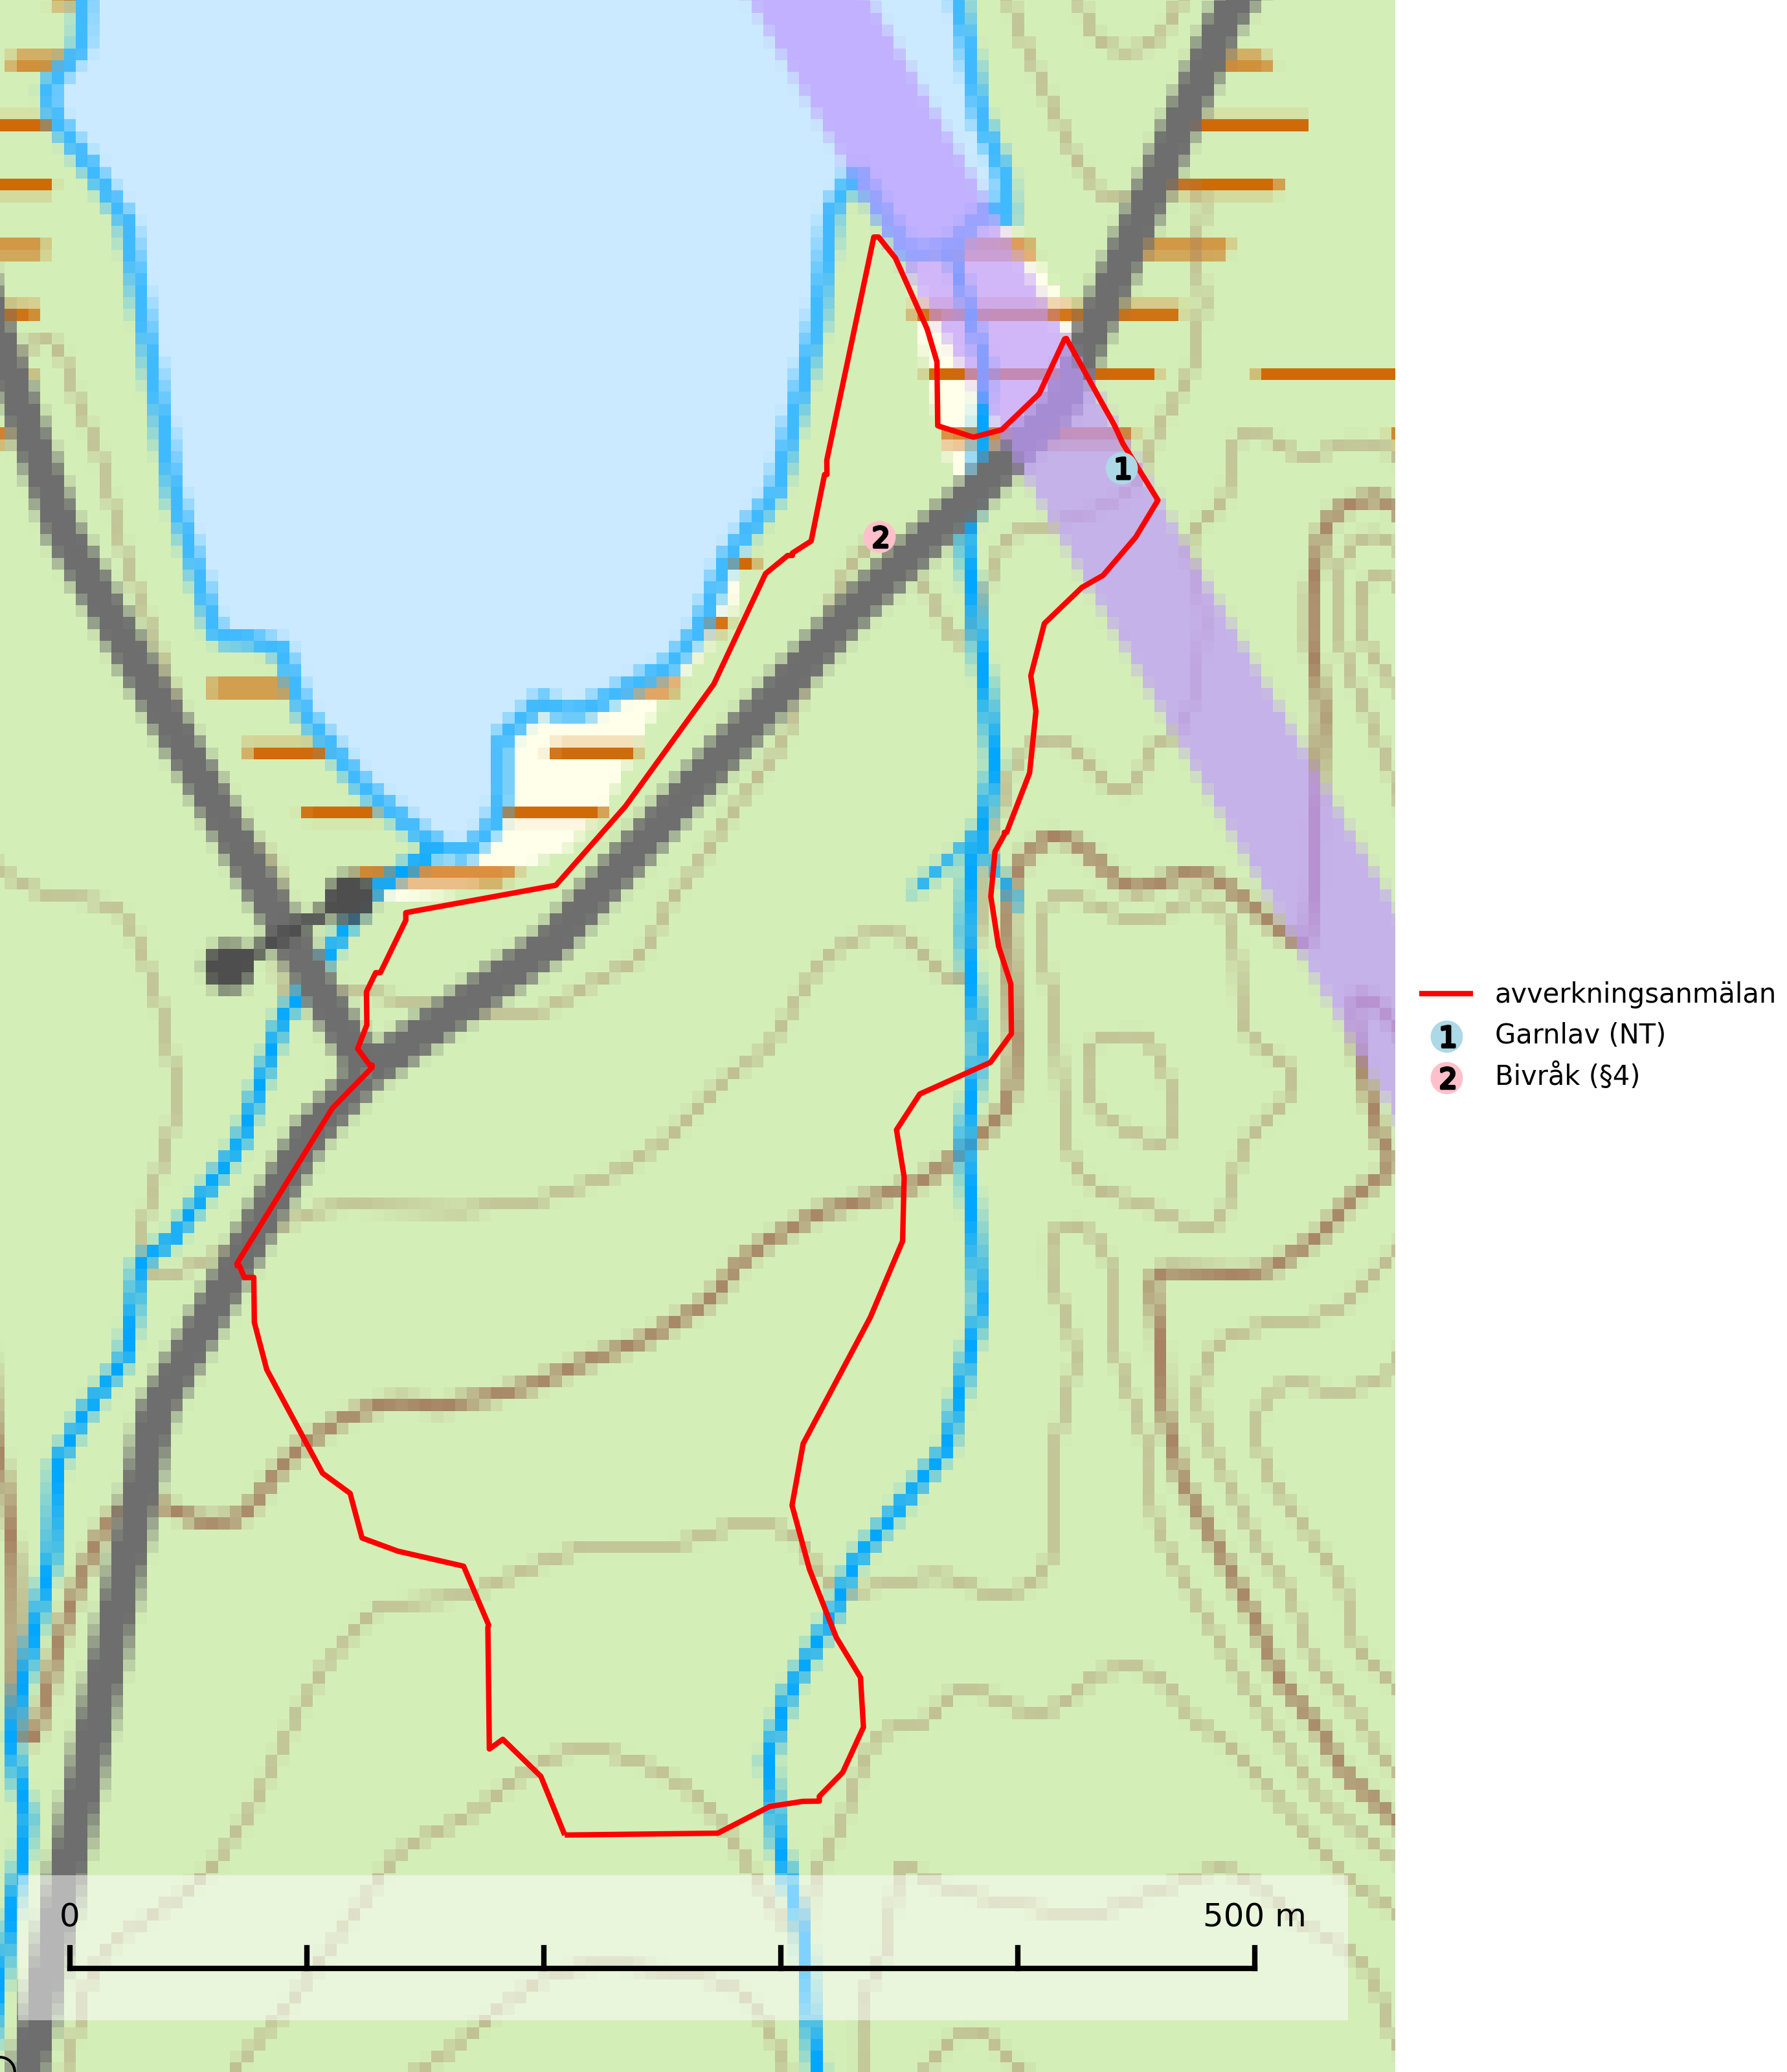 1
2
avverkningsanmälan
1 Garnlav (NT)
2 Bivråk (§4)
0 500 m